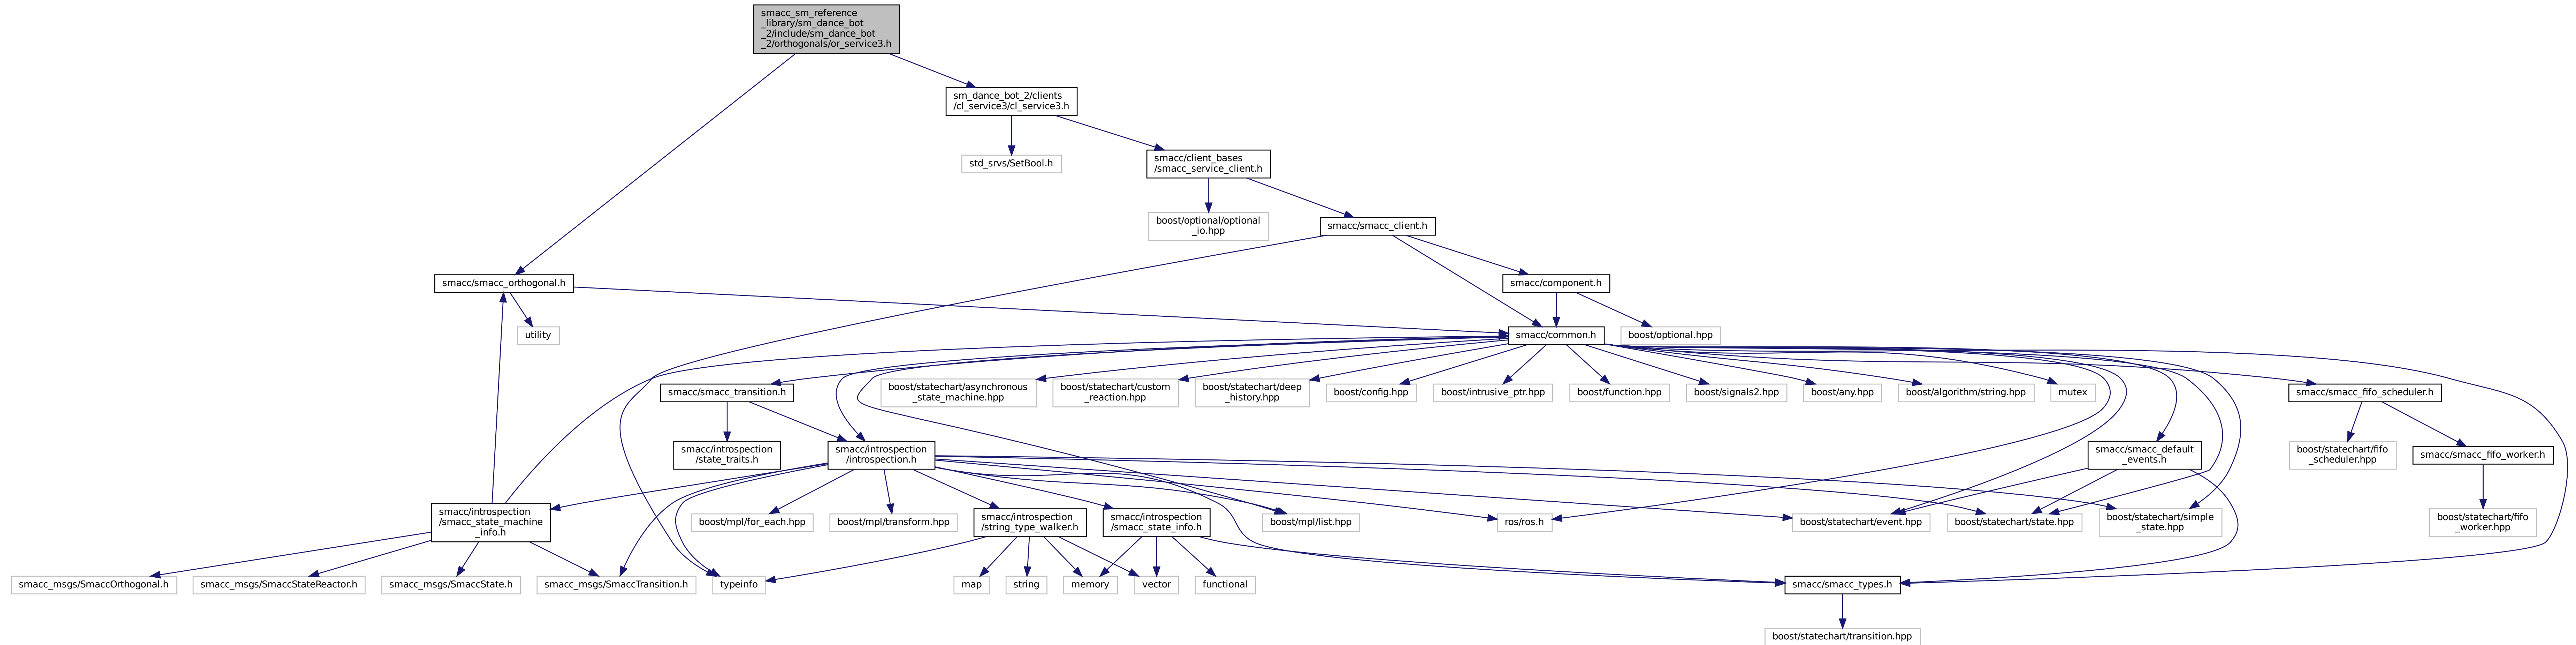 smacc_sm_reference
_library/sm_dance_bot
_2/include/sm_dance_bot
_2/orthogonals/or_service3.h
sm_dance_bot_2/clients
/cl_service3/cl_service3.h
std_srvs/SetBool.h
smacc/client_bases
/smacc_service_client.h
boost/optional/optional
_io.hpp
smacc/smacc_client.h
smacc/smacc_orthogonal.h
smacc/component.h
utility
smacc/common.h
boost/optional.hpp
smacc/smacc_transition.h
boost/statechart/asynchronous
_state_machine.hpp
boost/statechart/custom
_reaction.hpp
boost/statechart/deep
_history.hpp
boost/config.hpp
boost/intrusive_ptr.hpp
boost/function.hpp
boost/signals2.hpp
boost/any.hpp
boost/algorithm/string.hpp
mutex
smacc/smacc_fifo_scheduler.h
smacc/introspection
/state_traits.h
smacc/introspection
/introspection.h
smacc/smacc_default
_events.h
boost/statechart/fifo
_scheduler.hpp
smacc/smacc_fifo_worker.h
smacc/introspection
/smacc_state_machine
_info.h
boost/mpl/for_each.hpp
boost/mpl/transform.hpp
smacc/introspection
/string_type_walker.h
smacc/introspection
/smacc_state_info.h
boost/mpl/list.hpp
ros/ros.h
boost/statechart/event.hpp
boost/statechart/state.hpp
boost/statechart/simple
_state.hpp
boost/statechart/fifo
_worker.hpp
smacc_msgs/SmaccOrthogonal.h
smacc_msgs/SmaccStateReactor.h
smacc_msgs/SmaccState.h
smacc_msgs/SmaccTransition.h
typeinfo
map
string
memory
vector
functional
smacc/smacc_types.h
boost/statechart/transition.hpp